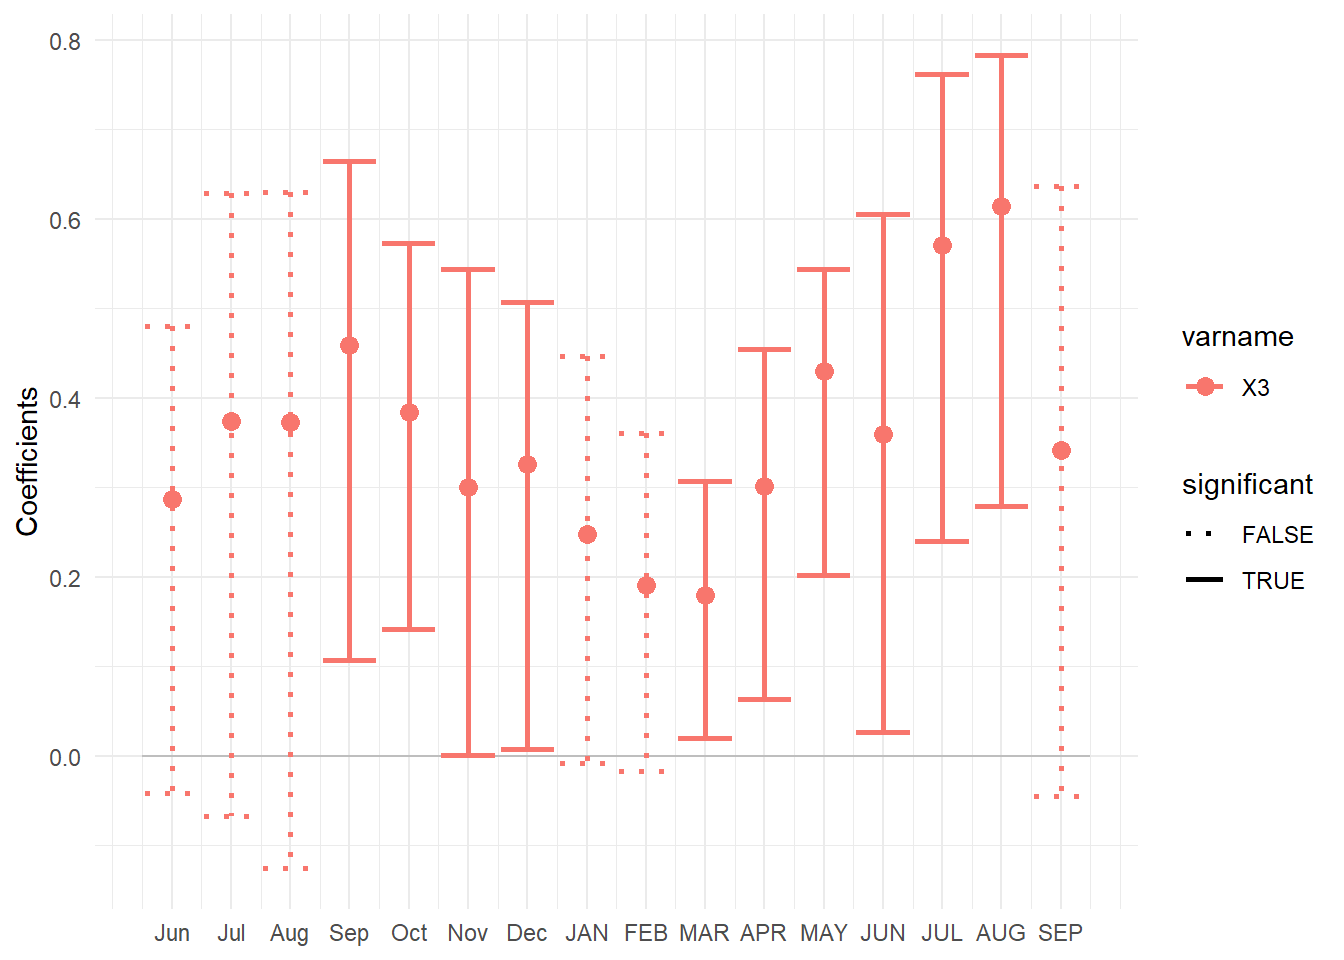 0.8
0.6
0.4
0.2
0.0
Coefficients
Jun Jul Aug Sep Oct Nov Dec JAN FEB MAR APR MAY JUN JUL AUG SEP
varname
X3
significant
FALSE
TRUE